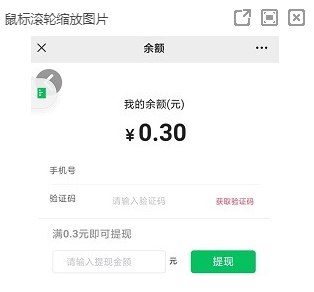 鼠标滚轮缩放图片
余额
我的余额(元)
¥0.30
手机号
验证码 请输入验证码 获取验证码
满0.3元即可提现
请输入提现金额 元 提现